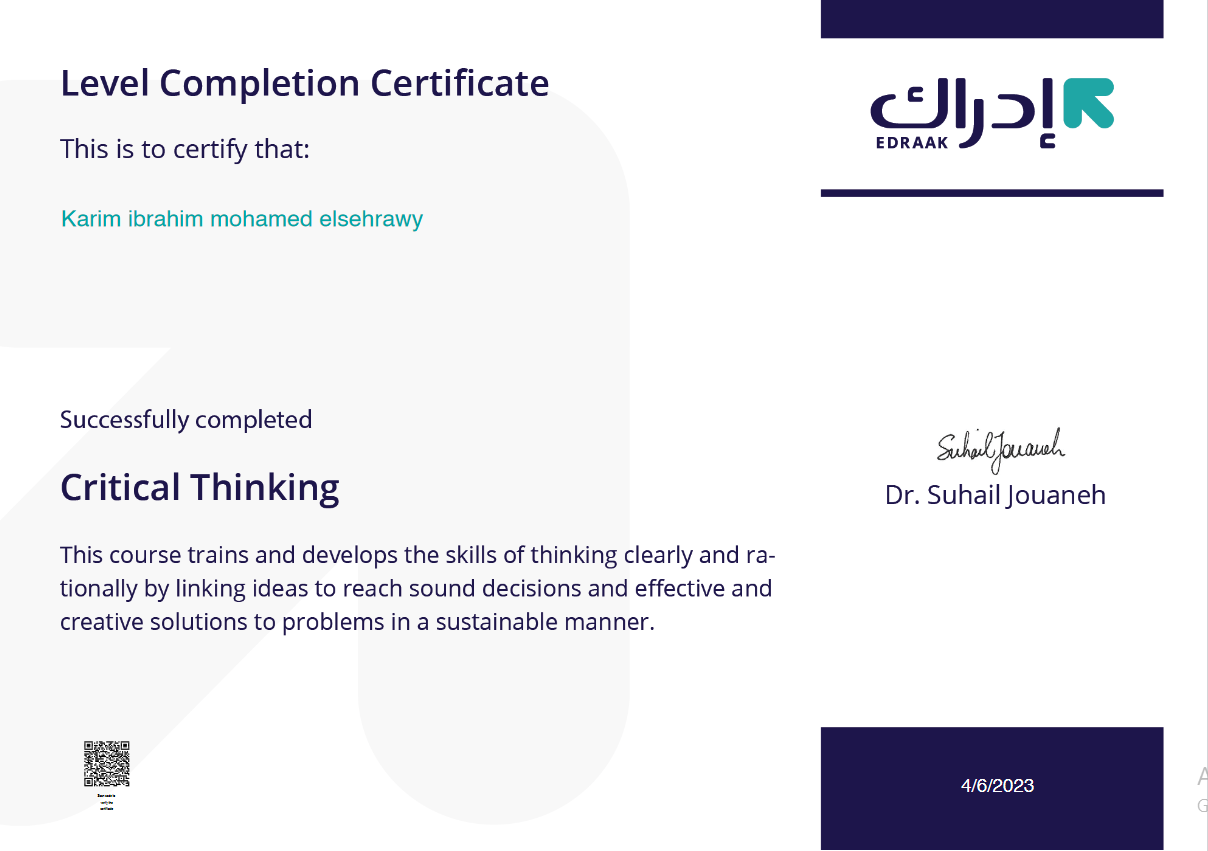 Level Completion Certificate
This is to certify that:
Karim ibrahim mohamed elsehrawy
Successfully completed
Critical Thinking
This course trains and develops the skills of thinking clearly and ra-
tionally by linking ideas to reach sound decisions and effective and
creative solutions to problems in a sustainable manner.
إدراك
EDRAAK
Suhail Jouaneh
Dr. Suhail Jouaneh
4/6/2023